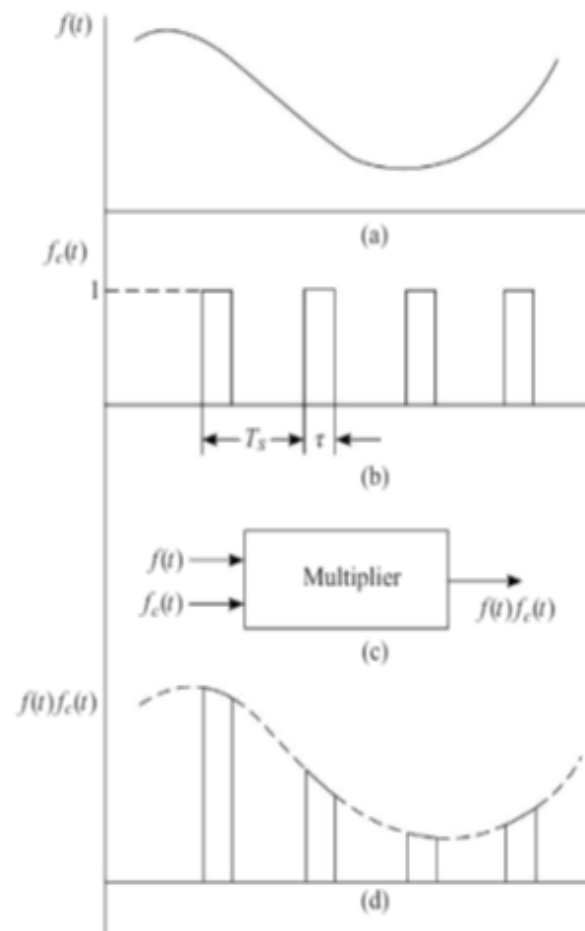 f(t)
(a)
f_c(t)
1
T_s τ
(b)
f(t)
Multiplier
f_c(t)
f(t)f_c(t)
(c)
f(t)f_c(t)
(d)